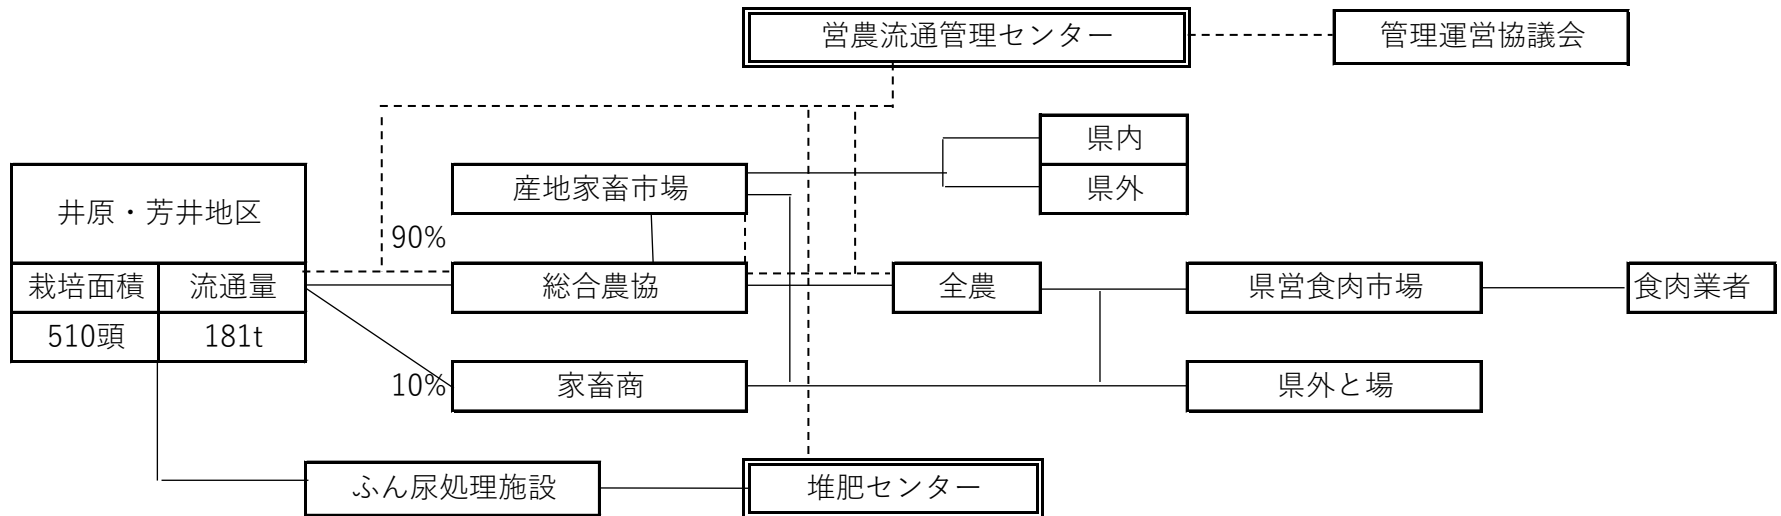 営農流通管理センター
管理運営協議会
県内
産地家畜市場
県外
井原・芳井地区
90%
栽培面積
流通量
総合農協
全農
県営食肉市場
食肉業者
510頭
181t
10%
家畜商
県外と場
ふん尿処理施設
堆肥センター